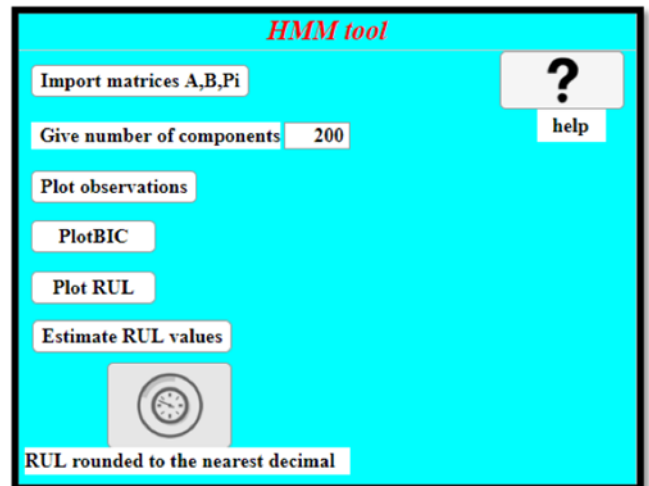 HMM tool
Import matrices A,B,Pi
?
help
Give number of components 200
Plot observations
PlotBIC
Plot RUL
Estimate RUL values
RUL rounded to the nearest decimal